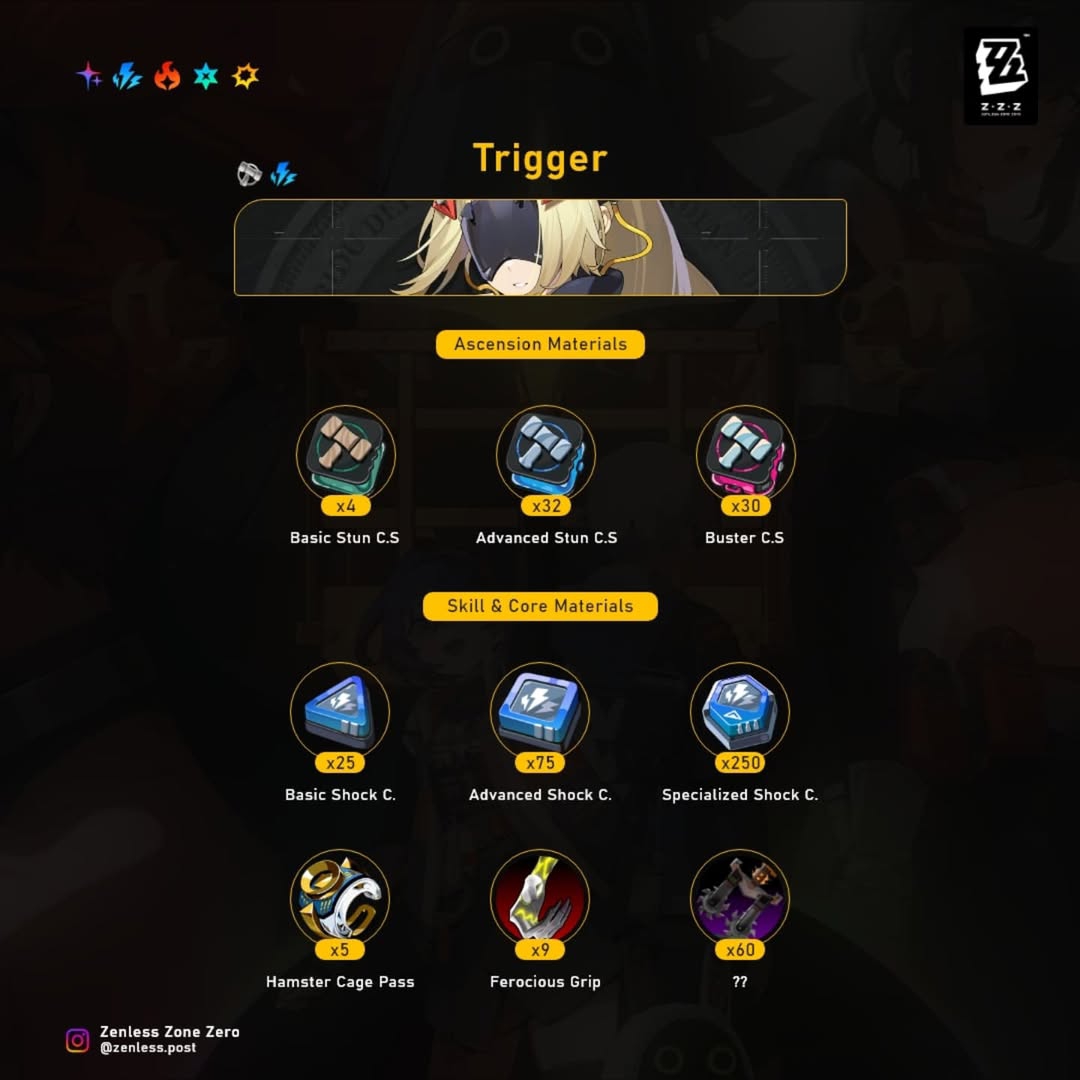 Z·Z·Z
Trigger
Ascension Materials
x4
x32
x30
Basic Stun C.S
Advanced Stun C.S
Buster C.S
Skill & Core Materials
x25
x75
x250
Basic Shock C.
Advanced Shock C.
Specialized Shock C.
x5
x9
x60
Hamster Cage Pass
Ferocious Grip
??
Zenless Zone Zero
@zenless.post